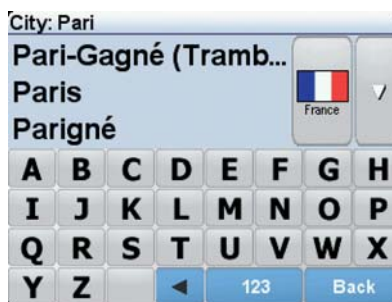 City: Pari
Pari-Gagné (Tramb...
Paris
Parigné
France
A B C D E F G H
I J K L M N O P
Q R S T U V W X
Y Z 123 Back